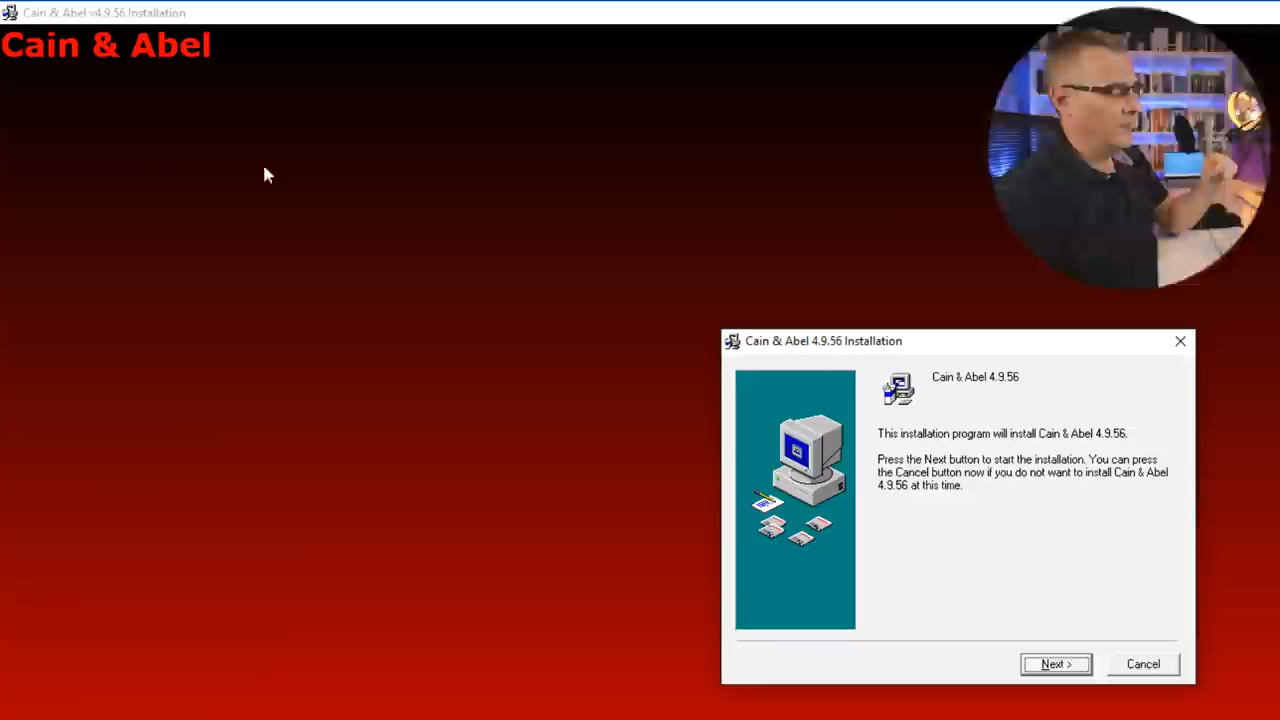 Cain & Abel v4.9.56 Installation
Cain & Abel
Cain & Abel 4.9.56 Installation
Cain & Abel 4.9.56
This installation program will install Cain & Abel 4.9.56.
Press the Next button to start the installation. You can press
the Cancel button now if you do not want to install Cain & Abel
4.9.56 at this time.
Next >
Cancel